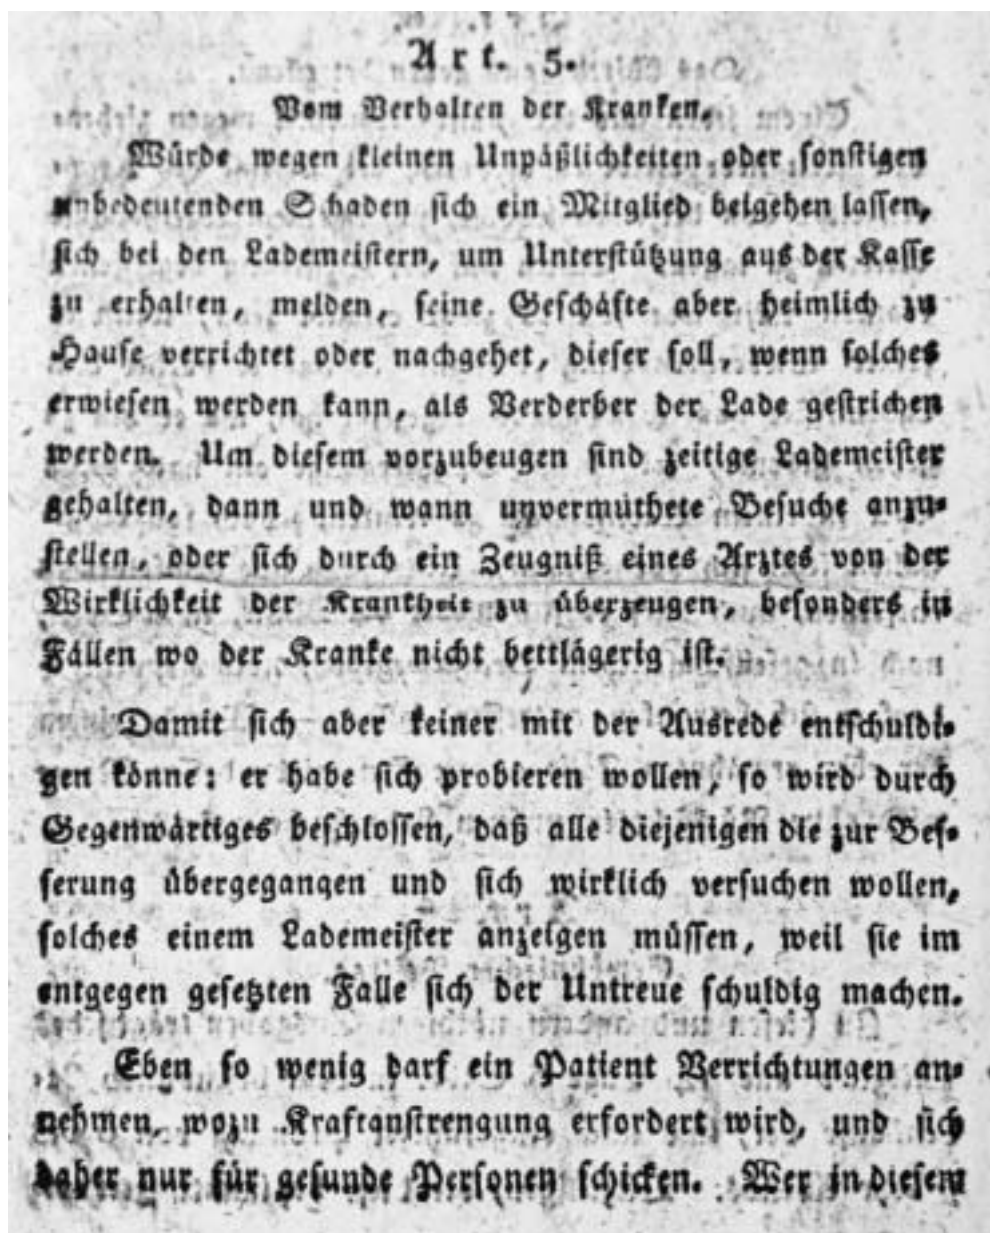 Art. 5.
Vom Verhalten der Kranken.
Würde wegen kleinen Unpäßlichkeiten oder sonstigen
unbedeutenden Schaden sich ein Mitglied beigehen lassen,
sich bei den Lademeistern, um Unterstützung aus der Kasse
zu erhalten, melden, seine Geschäfte aber heimlich zu
Hause verrichtet oder nachgehet, dieser soll, wenn solches
erwiesen werden kann, als Verderber der Lade gestrichen
werden. Um diesem vorzubeugen sind zeitige Lademeister
gehalten, dann und wann unvermuthete Besuche anzu-
stellen, oder sich durch ein Zeugniß eines Arztes von der
Wirklichkeit der Krankheit zu überzeugen, besonders in
Fällen wo der Kranke nicht bettlägerig ist.
Damit sich aber keiner mit der Ausrede entschuldi-
gen könne: er habe sich probieren wollen, so wird durch
Gegenwärtiges beschlossen, daß alle diejenigen die zur Bes-
serung übergegangen und sich wirklich versuchen wollen,
solches einem Lademeister anzeigen müssen, weil sie im
entgegen gesetzten Falle sich der Untreue schuldig machen.
Eben so wenig darf ein Patient Verrichtungen an-
nehmen, wozu Kraftanstrengung erfordert wird, und sich
daher nur für gesunde Personen schicken. Wer in diesem